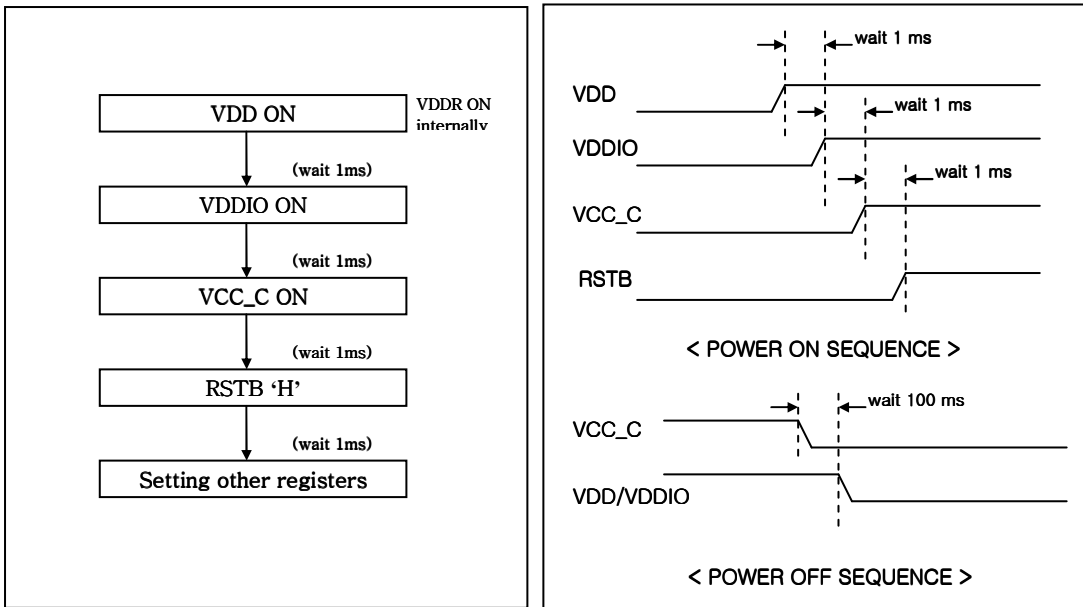 VDD ON
VDDR ON
internally
(wait 1ms)
VDDIO ON
(wait 1ms)
VCC_C ON
(wait 1ms)
RSTB ‘H’
(wait 1ms)
Setting other registers
wait 1 ms
VDD
wait 1 ms
VDDIO
wait 1 ms
VCC_C
RSTB
< POWER ON SEQUENCE >
wait 100 ms
VCC_C
VDD/VDDIO
< POWER OFF SEQUENCE >